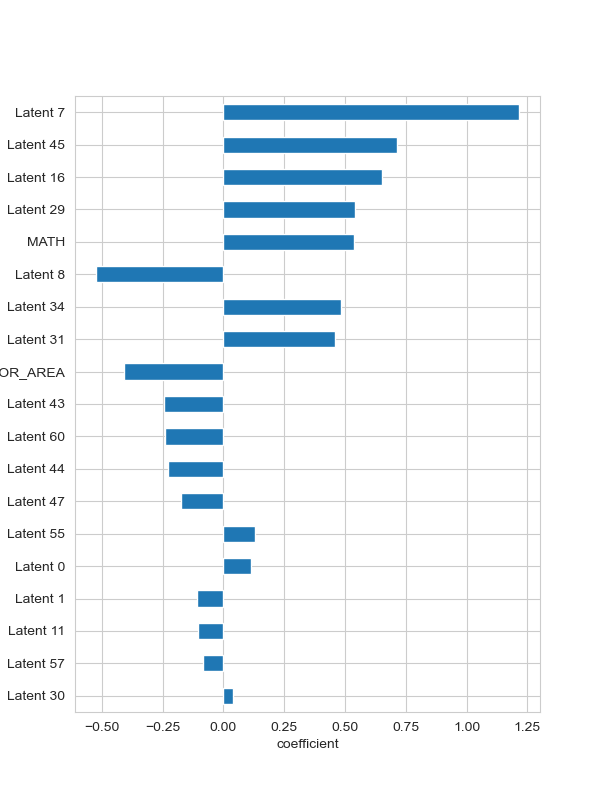 Latent 7
Latent 45
Latent 16
Latent 29
MATH
Latent 8
Latent 34
Latent 31
OR_AREA
Latent 43
Latent 60
Latent 44
Latent 47
Latent 55
Latent 0
Latent 1
Latent 11
Latent 57
Latent 30
−0.50 −0.25 0.00 0.25 0.50 0.75 1.00 1.25
coefficient